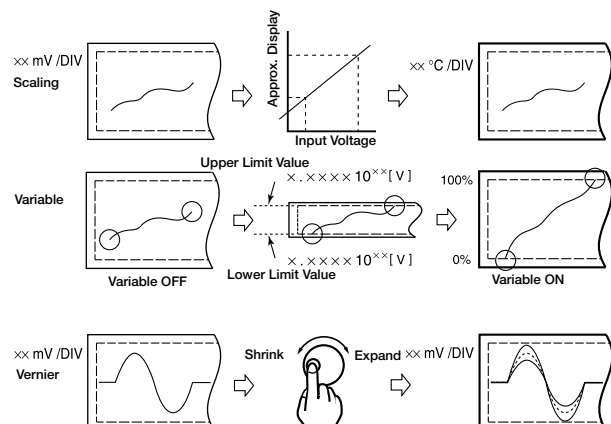 ×× mV /DIV
Scaling
Approx. Display
Input Voltage
×× °C /DIV
Variable
Variable OFF
Upper Limit Value
×.×××× 10××[ V ]
×.×××× 10××[ V ]
Lower Limit Value
100%
0%
Variable ON
×× mV /DIV
Vernier
Shrink
Expand
×× mV /DIV